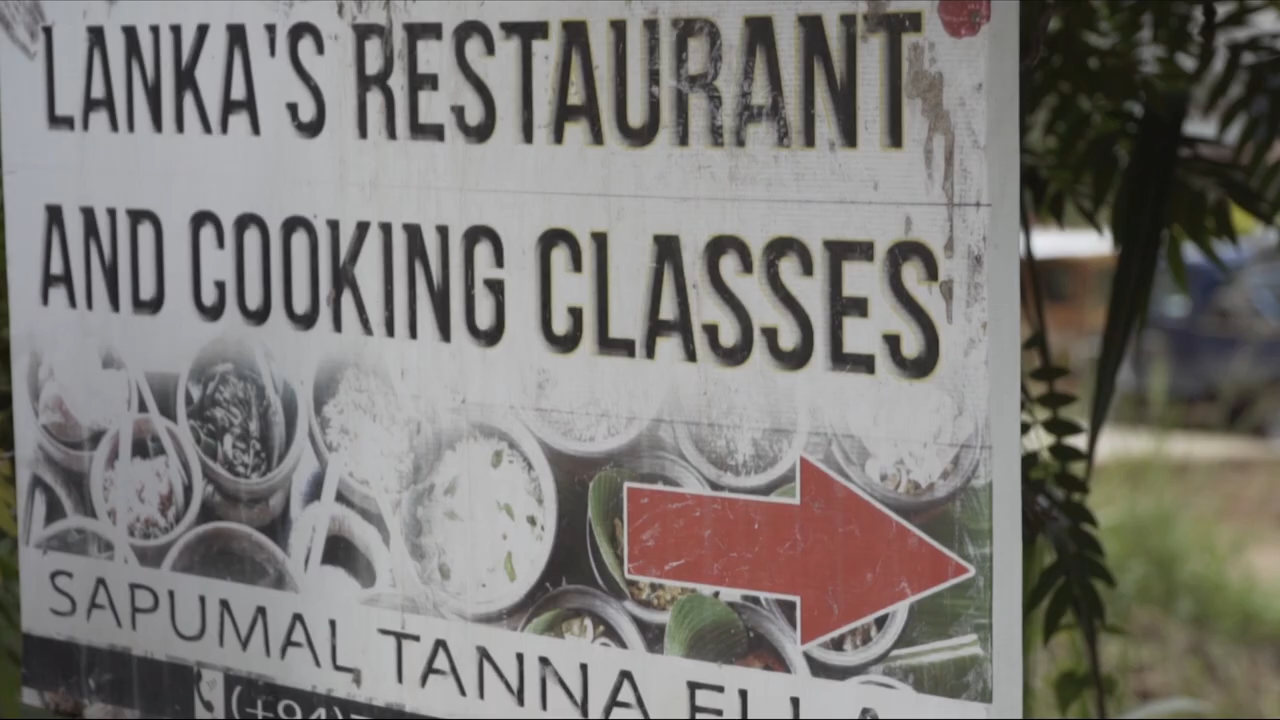 LANKA'S RESTAURANT
AND COOKING CLASSES
SAPUMAL TANNA ELLA
(+94)